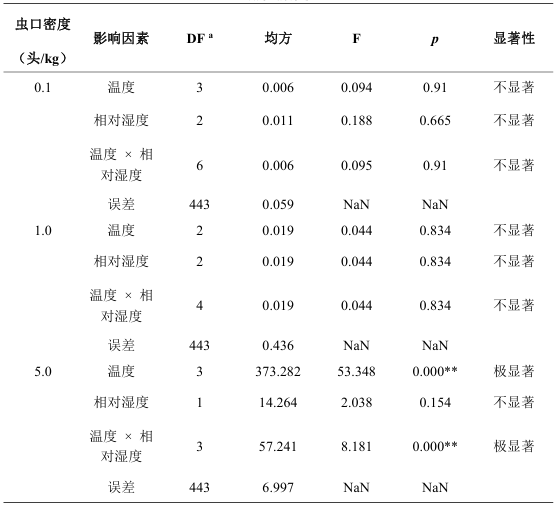 虫口密度
（头/kg） 影响因素 DF a 均方 F p 显著性
0.1 温度 3 0.006 0.094 0.91 不显著
相对湿度 2 0.011 0.188 0.665 不显著
温度 × 相
对湿度 6 0.006 0.095 0.91 不显著
误差 443 0.059 NaN NaN
1.0 温度 2 0.019 0.044 0.834 不显著
相对湿度 2 0.019 0.044 0.834 不显著
温度 × 相
对湿度 4 0.019 0.044 0.834 不显著
误差 443 0.436 NaN NaN
5.0 温度 3 373.282 53.348 0.000** 极显著
相对湿度 1 14.264 2.038 0.154 不显著
温度 × 相
对湿度 3 57.241 8.181 0.000** 极显著
误差 443 6.997 NaN NaN